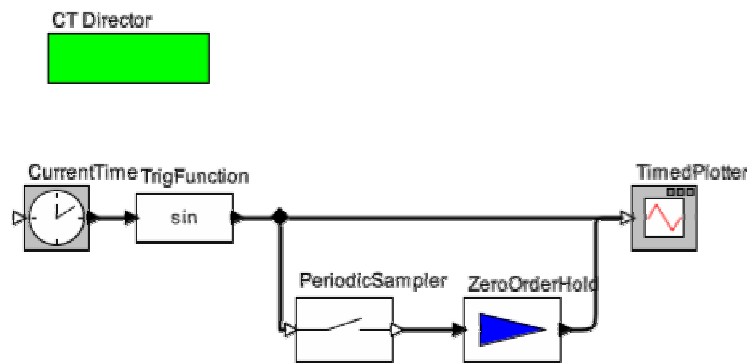 CT Director
CurrentTime
TrigFunction
TimedPlotter
sin
PeriodicSampler
ZeroOrderHold